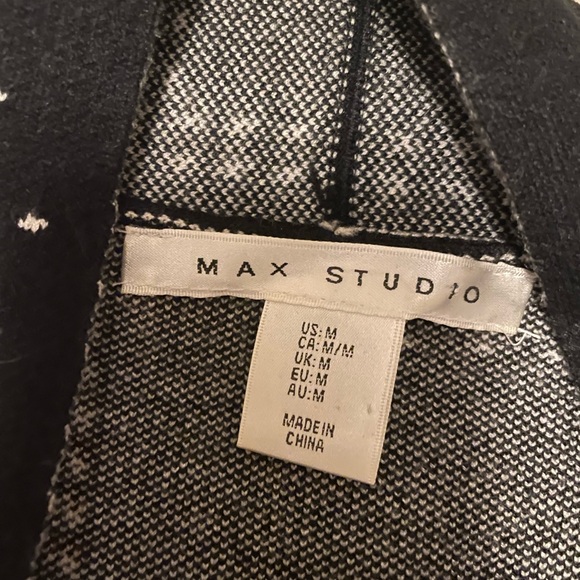 MAX STUDIO
US: M
CA: M/M
UK: M
EU: M
AU: M
MADE IN
CHINA